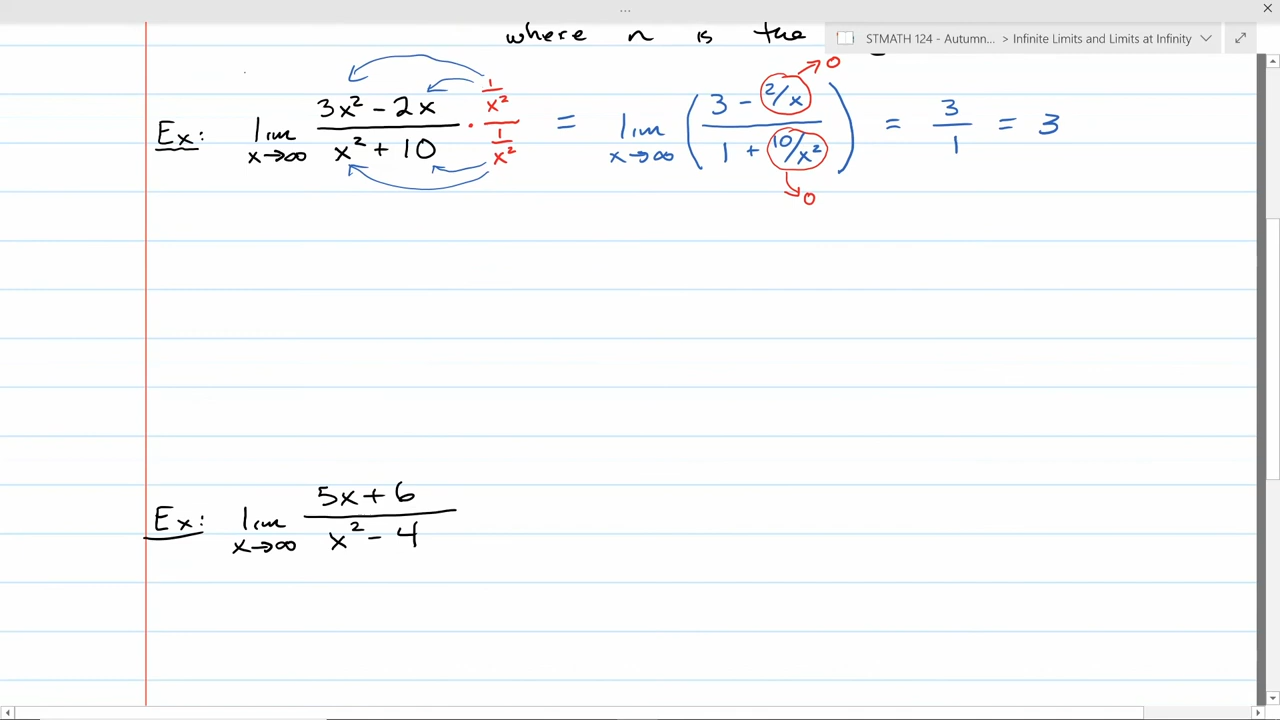 ...
STMATH 124 - Autumn... > Infinite Limits and Limits at Infinity
where n is the
Ex: lim x→∞ (3x² - 2x)/(x² + 10) · (1/x²)/(1/x²) = lim x→∞ ((3 - 2/x)/(1 + 10/x²)) = 3/1 = 3
→0
→0
Ex: lim x→∞ (5x + 6)/(x² - 4)